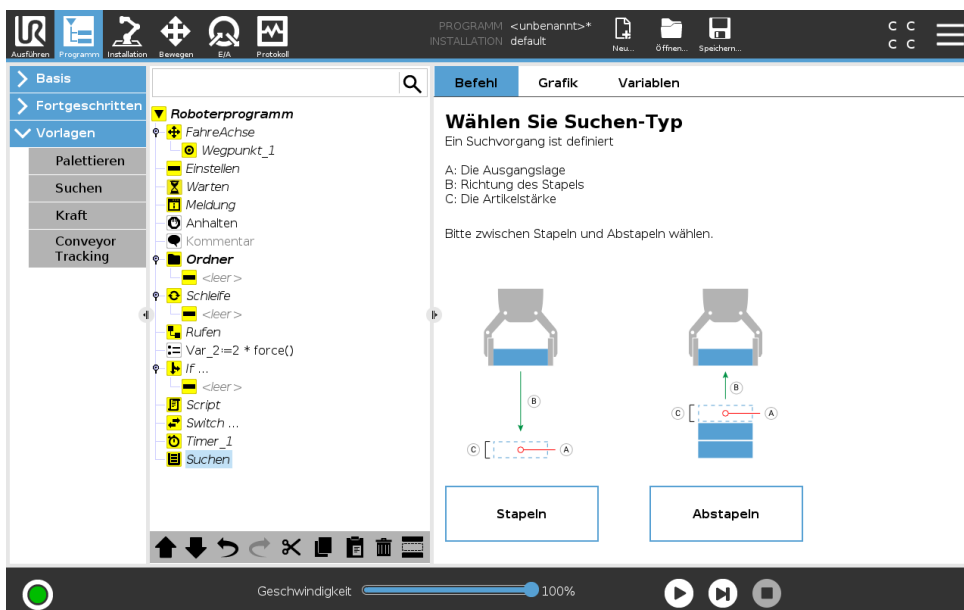 PROGRAMM <unbenannt>*
INSTALLATION default
Ausführen Programm Installation Bewegen E/A Protokoll
Neu... Öffnen... Speichern...
C C
C C
Basis
Fortgeschritten
Vorlagen
Palettieren
Suchen
Kraft
Conveyor
Tracking
Roboterprogramm
FahreAchse
Wegpunkt_1
Einstellen
Warten
Meldung
Anhalten
Kommentar
Ordner
<leer>
Schleife
<leer>
Rufen
Var_2:=2 * force()
If ...
<leer>
Script
Switch ...
Timer_1
Suchen
Befehl Grafik Variablen
Wählen Sie Suchen-Typ
Ein Suchvorgang ist definiert
A: Die Ausgangslage
B: Richtung des Stapels
C: Die Artikelstärke
Bitte zwischen Stapeln und Abstapeln wählen.
B
C A
B
C A
Stapeln Abstapeln
Geschwindigkeit 100%